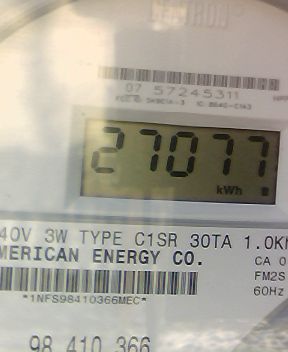 07 57245311
27077
kWh
40V 3W TYPE C1SR 30TA 1.0K
MERICAN ENERGY CO.
CA 0
FM2S
60Hz
*1NFS98410366MEC*
98 410 366